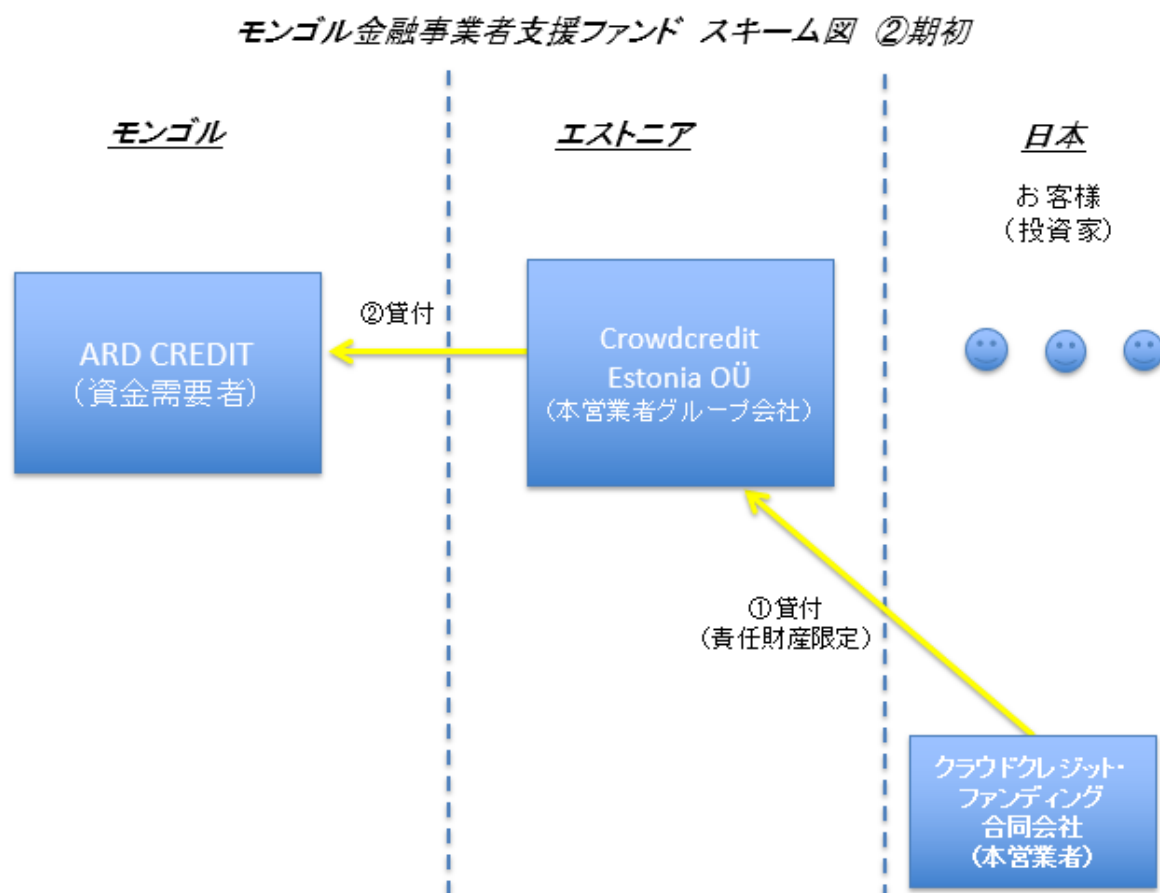 モンゴル金融事業者支援ファンド スキーム図 ②期初
モンゴル
エストニア
日本
お客様
（投資家）
②貸付
ARD CREDIT
（資金需要者）
Crowdcredit
Estonia OÜ
（本営業者グループ会社）
①貸付
（責任財産限定）
クラウドクレジット・
ファンディング
合同会社
（本営業者）